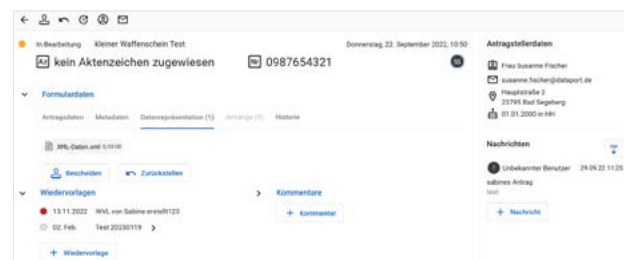 In Bearbeitung kleiner Waffenschein Test
Donnerstag, 22. September 2022, 10:50
Az kein Aktenzeichen zugewiesen
Nr 0987654321
Formulardaten
Antragsdaten Metadaten Datenrepräsentation (1) Anhänge (0) Historie
XML-Daten.xml
Bescheiden Zurückstellen
Wiedervorlagen
13.11.2022 WVL von Sabine erstellt123
02. Feb. Test 20230119
+ Wiedervorlage
Kommentare
+ Kommentar
Antragstellerdaten
Frau Susanne Fischer
susanne.fischer@dataport.de
Hauptstraße 2
23795 Bad Segeberg
01.01.2000 in HH
Nachrichten
Unbekannter Benutzer 29.09.22 11:25
sabines Antrag
test
+ Nachricht